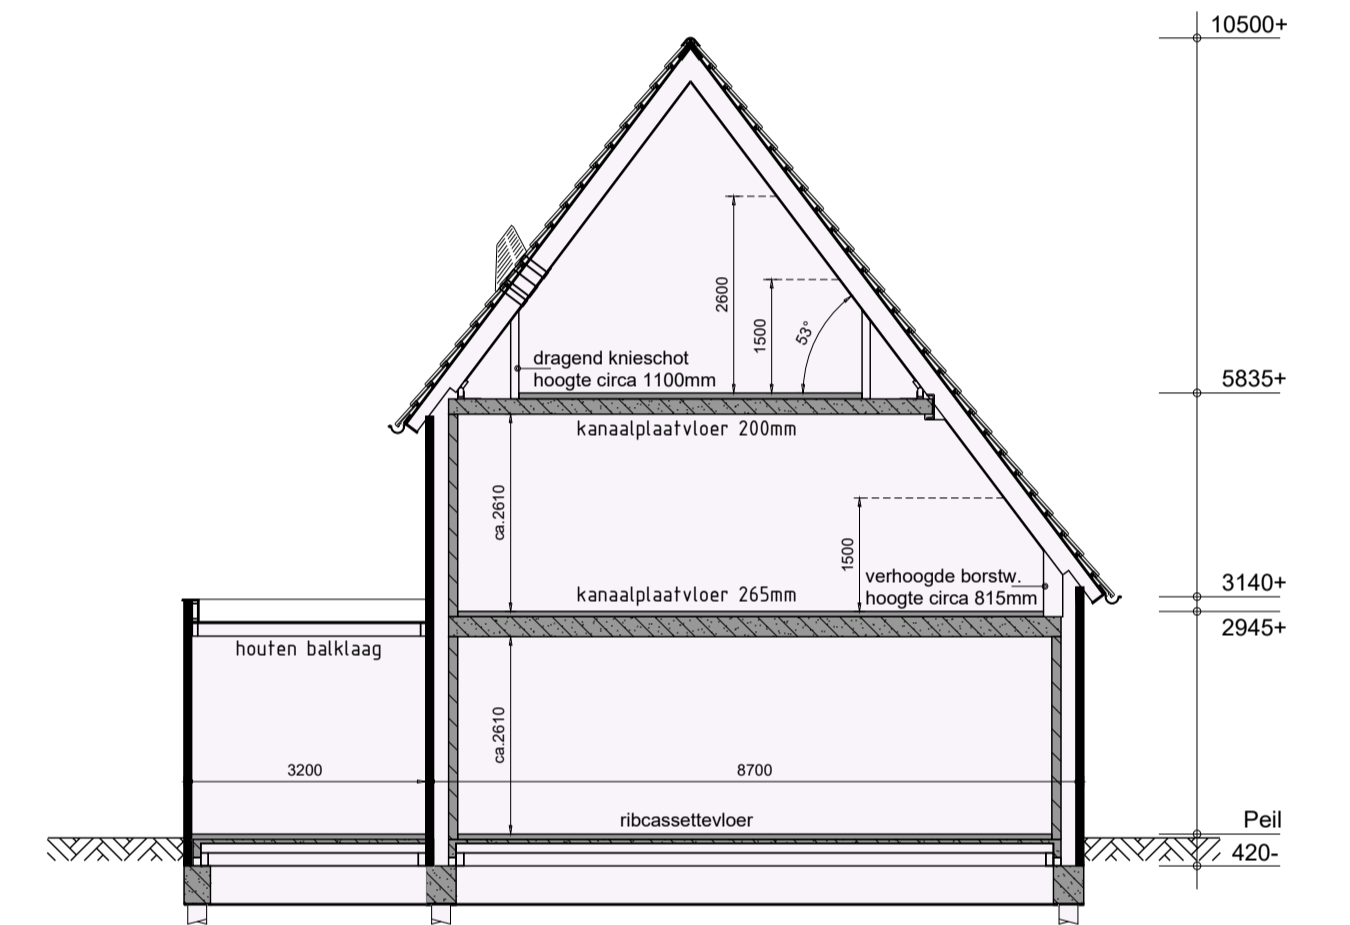 10500+
2600
1500
53°
dragend knieschot
hoogte circa 1100mm
5835+
kanaalplaatvloer 200mm
ca.2610
1500
verhoogde borstw.
hoogte circa 815mm
3140+
kanaalplaatvloer 265mm
2945+
houten balklaag
ca.2610
3200
8700
ribcassettevloer
Peil
420-